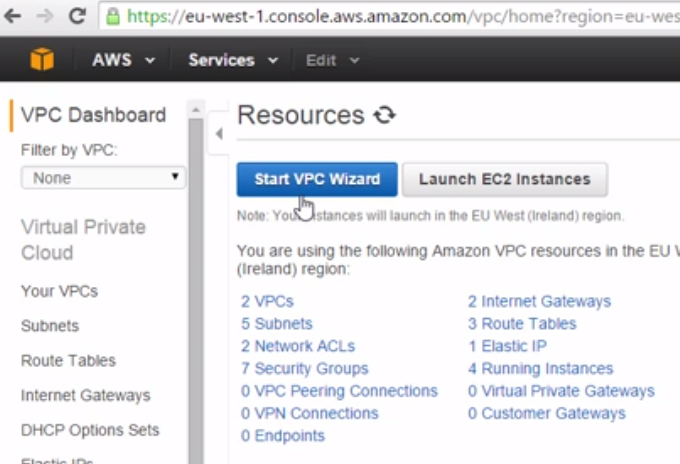 https://eu-west-1.console.aws.amazon.com/vpc/home?region=eu-wes
AWS Services Edit
VPC Dashboard
Filter by VPC:
None
Virtual Private
Cloud
Your VPCs
Subnets
Route Tables
Internet Gateways
DHCP Options Sets
Elastic IPs
Resources
Start VPC Wizard Launch EC2 Instances
Note: Your instances will launch in the EU West (Ireland) region.
You are using the following Amazon VPC resources in the EU
(Ireland) region:
2 VPCs 2 Internet Gateways
5 Subnets 3 Route Tables
2 Network ACLs 1 Elastic IP
7 Security Groups 4 Running Instances
0 VPC Peering Connections 0 Virtual Private Gateways
0 VPN Connections 0 Customer Gateways
0 Endpoints